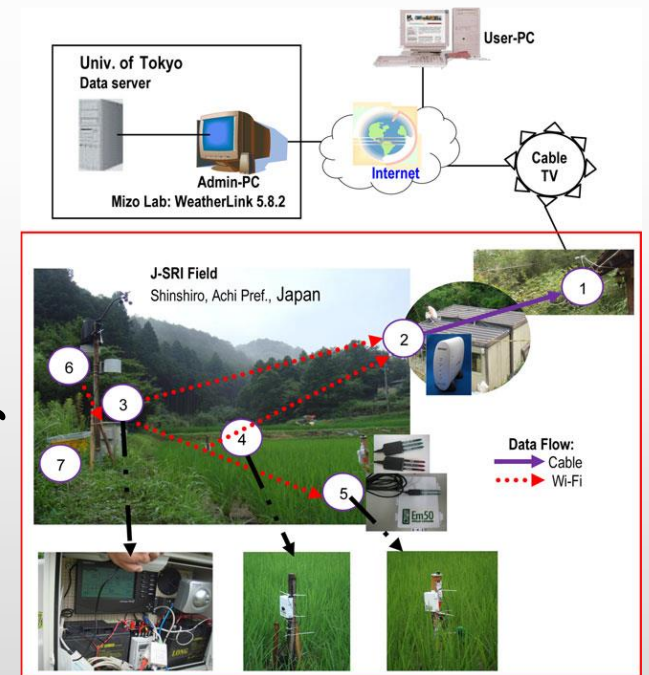 User-PC
Univ. of Tokyo
Data server
Internet
Cable
TV
Admin-PC
Mizo Lab: WeatherLink 5.8.2
J-SRI Field
Shinshiro, Achi Pref., Japan
1
2
6
3
4
7
5
Data Flow:
Cable
Wi-Fi
Em50
LONG